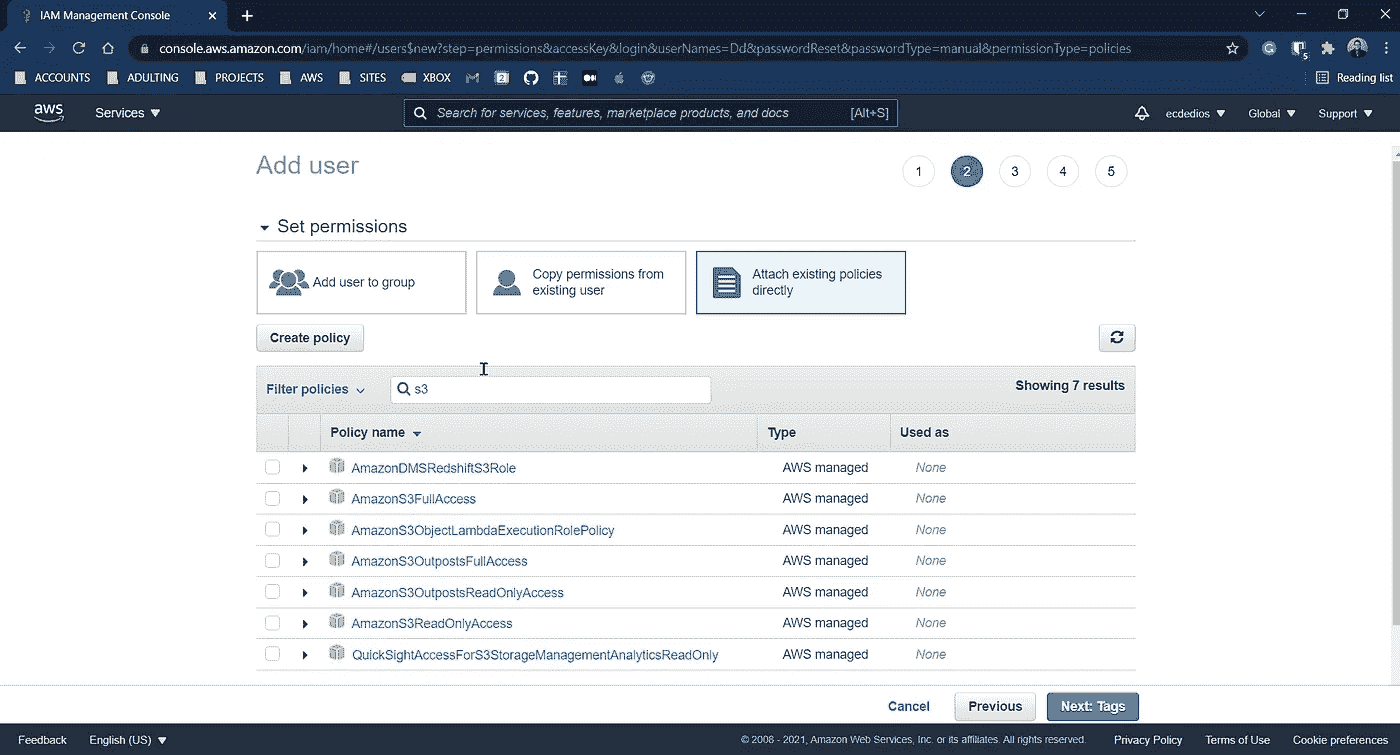 IAM Management Console
console.aws.amazon.com/iam/home#/users$new?step=permissions&accessKey&login&userNames=Dd&passwordReset&passwordType=manual&permissionType=policies
5
ACCOUNTS ADULTING PROJECTS AWS SITES XBOX Reading list
aws Services Search for services, features, marketplace products, and docs [Alt+S] ecdedios Global Support
Add user
1 2 3 4 5
Set permissions
Add user to group
Copy permissions from
existing user
Attach existing policies
directly
Create policy
Filter policies s3 Showing 7 results
Policy name Type Used as
AmazonDMSRedshiftS3Role AWS managed None
AmazonS3FullAccess AWS managed None
AmazonS3ObjectLambdaExecutionRolePolicy AWS managed None
AmazonS3OutpostsFullAccess AWS managed None
AmazonS3OutpostsReadOnlyAccess AWS managed None
AmazonS3ReadOnlyAccess AWS managed None
QuickSightAccessForS3StorageManagementAnalyticsReadOnly AWS managed None
Cancel Previous Next: Tags
Feedback English (US) © 2008 - 2021, Amazon Web Services, Inc. or its affiliates. All rights reserved. Privacy Policy Terms of Use Cookie preferences